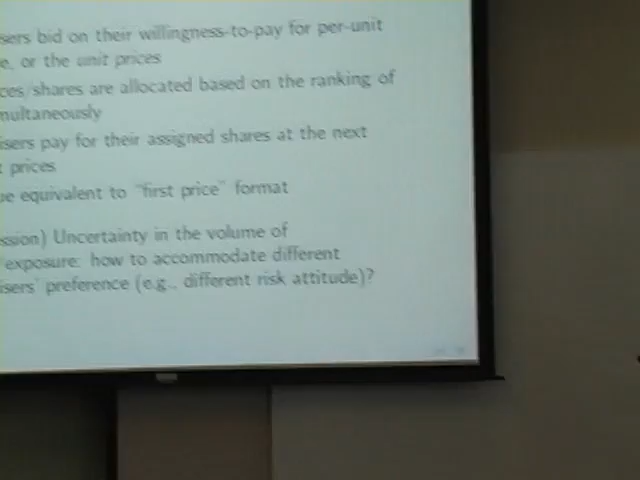 sers bid on their willingness-to-pay for per-unit
e, or the unit prices
ces/shares are allocated based on the ranking of
multaneously
isers pay for their assigned shares at the next
t prices
ue equivalent to "first price" format
ssion) Uncertainty in the volume of
exposure: how to accommodate different
isers' preference (e.g., different risk attitude)?